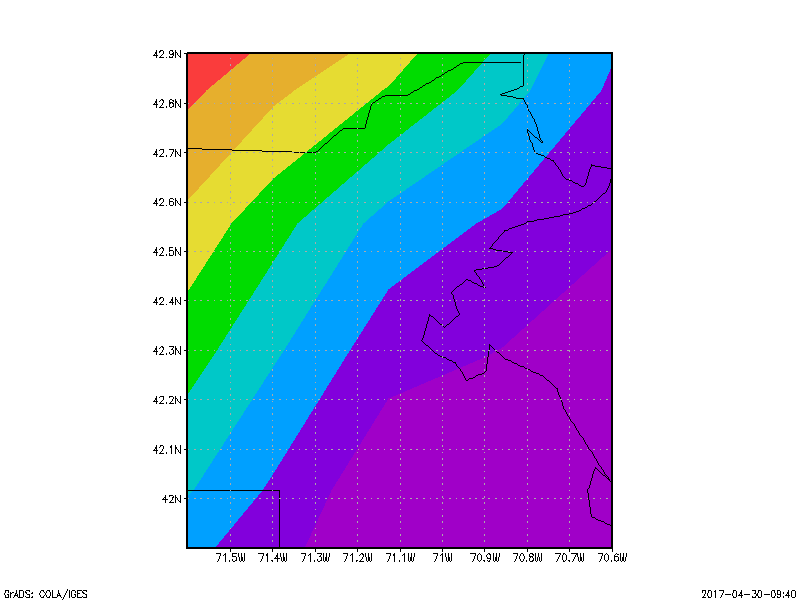 42.9N
42.8N
42.7N
42.6N
42.5N
42.4N
42.3N
42.2N
42.1N
42N
71.5W 71.4W 71.3W 71.2W 71.1W 71W 70.9W 70.8W 70.7W 70.6W
GrADS: COLA/IGES 2017-04-30-09:40